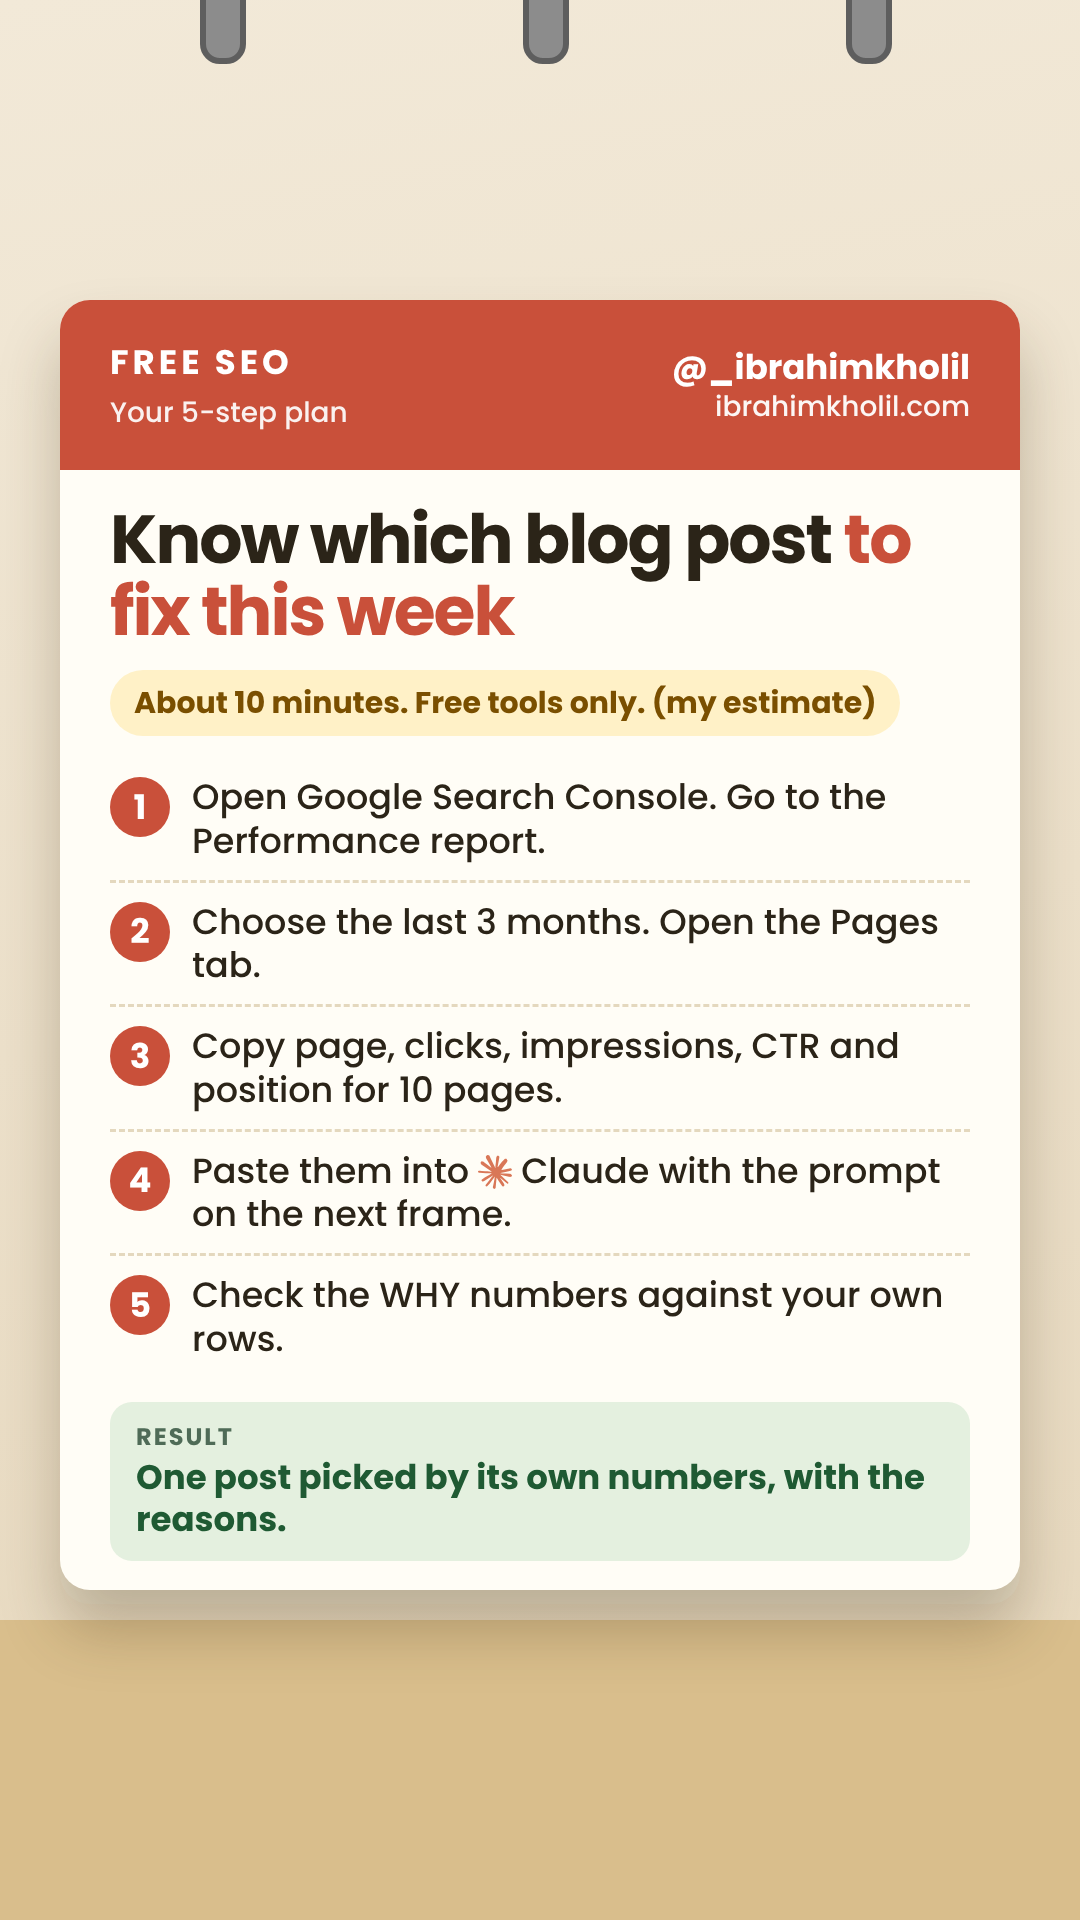 FREE SEO
Your 5-step plan
@_ibrahimkholil
ibrahimkholil.com
Know which blog post to
fix this week
About 10 minutes. Free tools only. (my estimate)
1 Open Google Search Console. Go to the
Performance report.
2 Choose the last 3 months. Open the Pages
tab.
3 Copy page, clicks, impressions, CTR and
position for 10 pages.
4 Paste them into Claude with the prompt
on the next frame.
5 Check the WHY numbers against your own
rows.
RESULT
One post picked by its own numbers, with the
reasons.